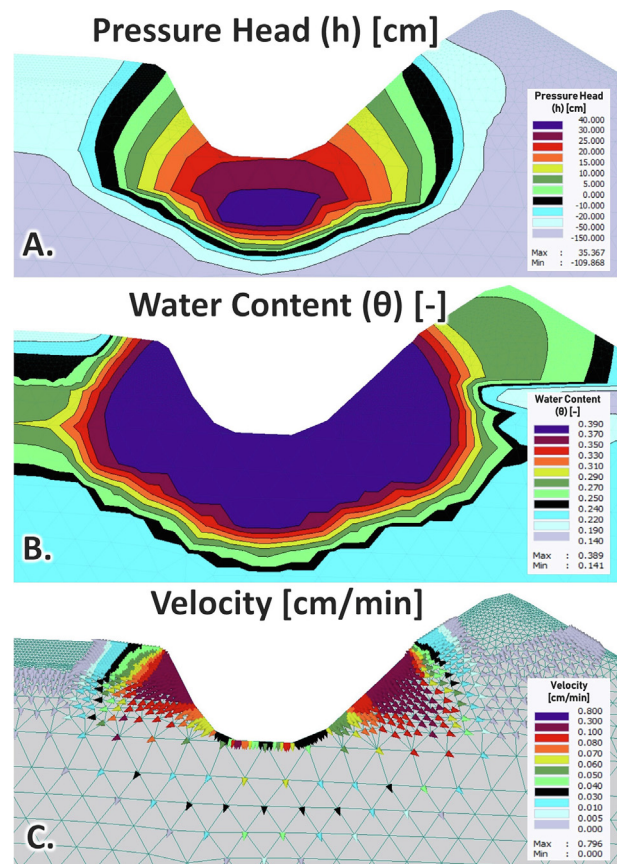 Pressure Head (h) [cm]
Pressure Head
(h) [cm]
40.000
30.000
20.000
15.000
10.000
5.000
0.000
-10.000
-20.000
-50.000
-150.000
Max : 35.367
Min : -109.868
A.
Water Content (θ) [-]
Water Content
(θ) [-]
0.390
0.370
0.350
0.330
0.310
0.290
0.270
0.250
0.240
0.220
0.190
0.140
Max : 0.389
Min : 0.141
B.
Velocity [cm/min]
Velocity
[cm/min]
0.800
0.300
0.100
0.080
0.070
0.060
0.050
0.040
0.030
0.010
0.005
0.000
Max : 0.796
Min : 0.000
C.